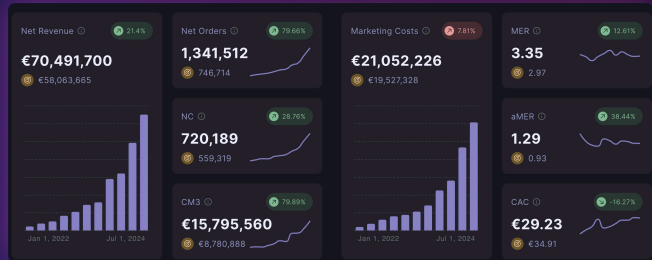 Net Revenue 21.4%
€70,491,700
€58,063,665
Jan 1, 2022 Jul 1, 2024
Net Orders 79.66%
1,341,512
746,714
NC 28.76%
720,189
559,319
CM3 79.89%
€15,795,560
€8,780,888
Marketing Costs 7.81%
€21,052,226
€19,527,328
Jan 1, 2022 Jul 1, 2024
MER 12.61%
3.35
2.97
aMER 38.44%
1.29
0.93
CAC -16.27%
€29.23
€34.91